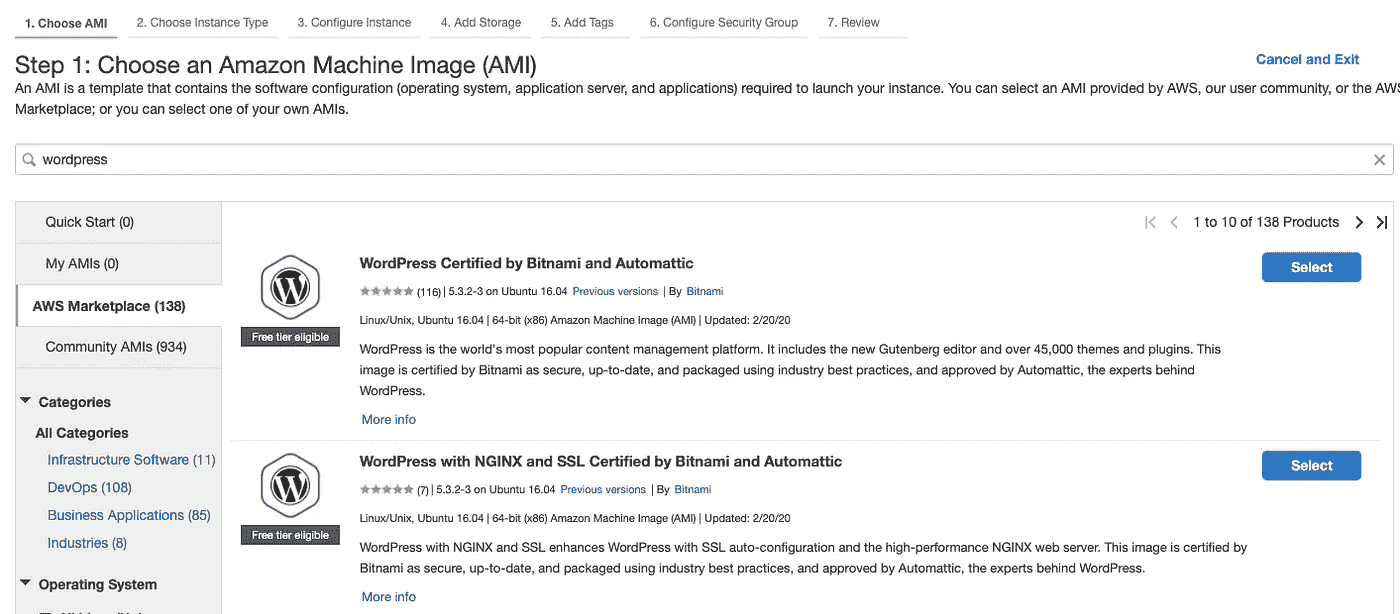 1. Choose AMI 2. Choose Instance Type 3. Configure Instance 4. Add Storage 5. Add Tags 6. Configure Security Group 7. Review
Step 1: Choose an Amazon Machine Image (AMI)
Cancel and Exit
An AMI is a template that contains the software configuration (operating system, application server, and applications) required to launch your instance. You can select an AMI provided by AWS, our user community, or the AWS
Marketplace; or you can select one of your own AMIs.
wordpress
Quick Start (0)
My AMIs (0)
AWS Marketplace (138)
Community AMIs (934)
Categories
All Categories
Infrastructure Software (11)
DevOps (108)
Business Applications (85)
Industries (8)
Operating System
1 to 10 of 138 Products
WordPress Certified by Bitnami and Automattic
Select
(116) | 5.3.2-3 on Ubuntu 16.04 Previous versions | By Bitnami
Free tier eligible
Linux/Unix, Ubuntu 16.04 | 64-bit (x86) Amazon Machine Image (AMI) | Updated: 2/20/20
WordPress is the world's most popular content management platform. It includes the new Gutenberg editor and over 45,000 themes and plugins. This
image is certified by Bitnami as secure, up-to-date, and packaged using industry best practices, and approved by Automattic, the experts behind
WordPress.
More info
WordPress with NGINX and SSL Certified by Bitnami and Automattic
Select
(7) | 5.3.2-3 on Ubuntu 16.04 Previous versions | By Bitnami
Free tier eligible
Linux/Unix, Ubuntu 16.04 | 64-bit (x86) Amazon Machine Image (AMI) | Updated: 2/20/20
WordPress with NGINX and SSL enhances WordPress with SSL auto-configuration and the high-performance NGINX web server. This image is certified by
Bitnami as secure, up-to-date, and packaged using industry best practices, and approved by Automattic, the experts behind WordPress.
More info